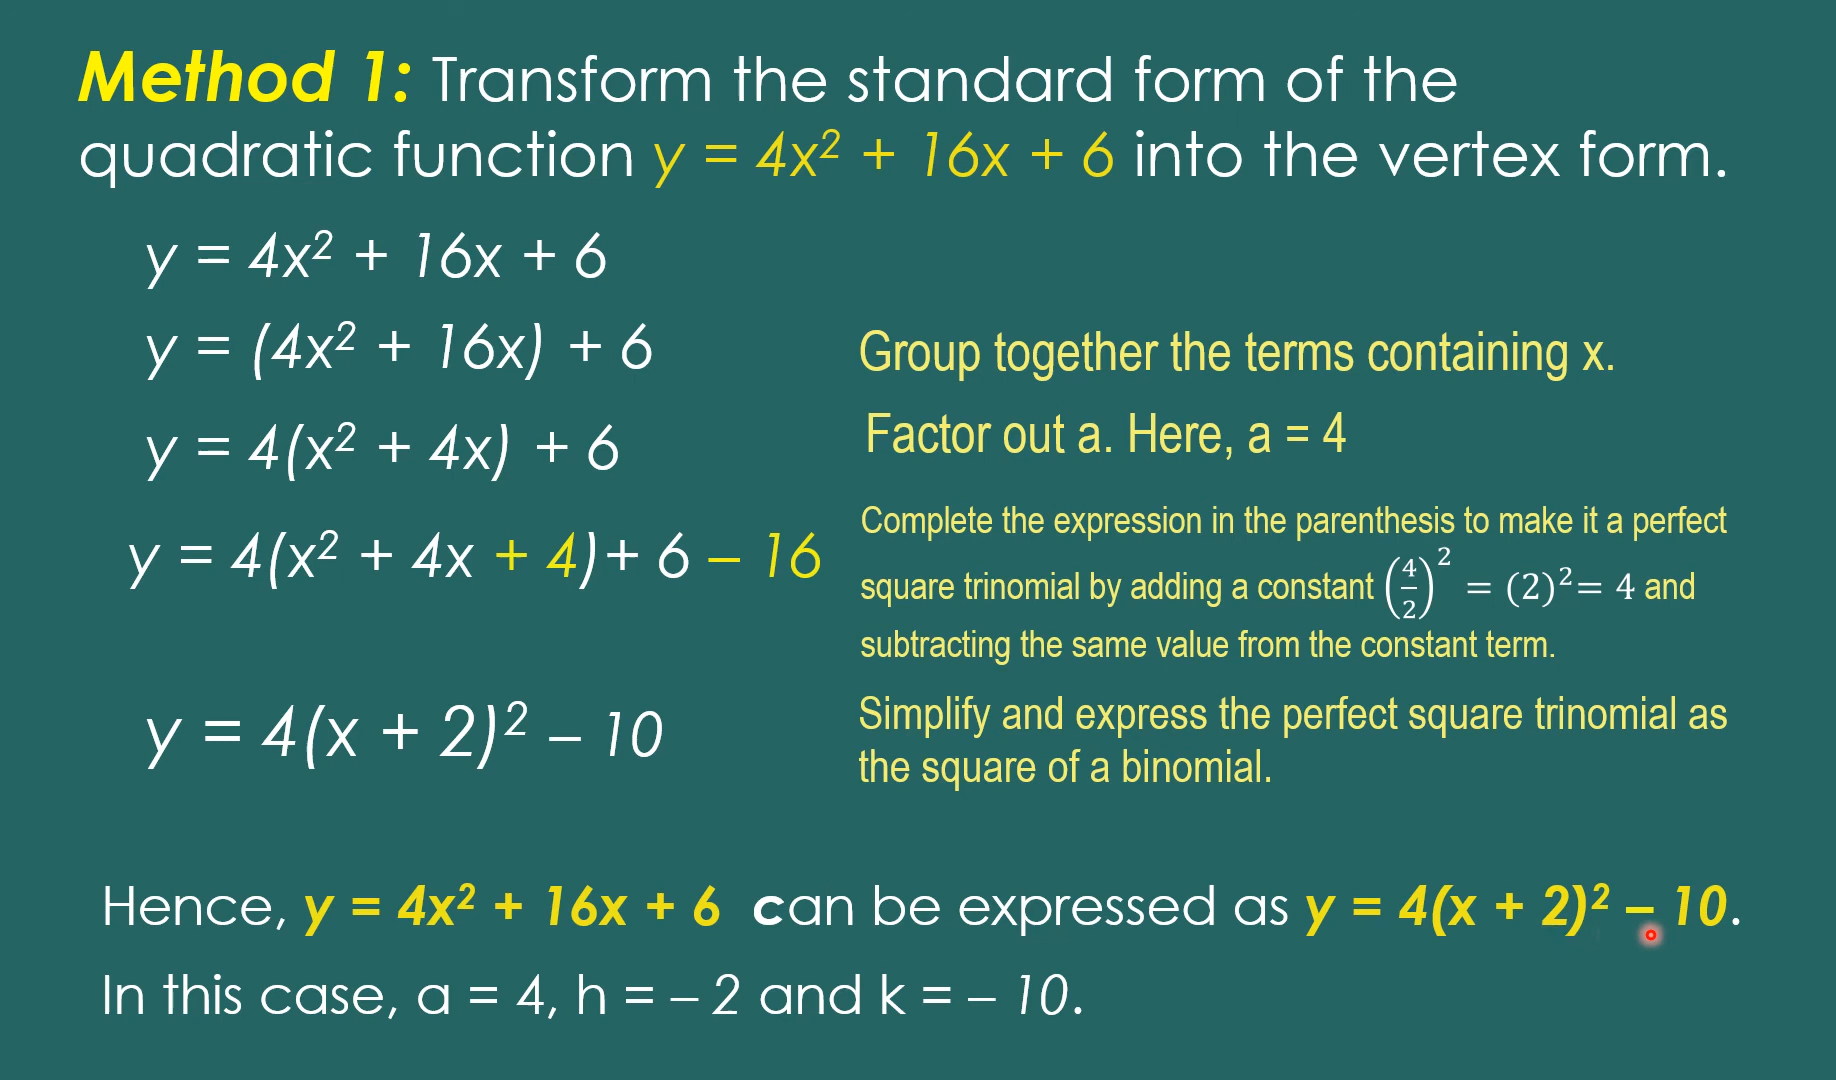 Method 1: Transform the standard form of the
quadratic function y = 4x² + 16x + 6 into the vertex form.
y = 4x² + 16x + 6
y = (4x² + 16x) + 6
Group together the terms containing x.
y = 4(x² + 4x) + 6
Factor out a. Here, a = 4
y = 4(x² + 4x + 4)+ 6 – 16
Complete the expression in the parenthesis to make it a perfect
square trinomial by adding a constant (4/2)² = (2)²= 4 and
subtracting the same value from the constant term.
y = 4(x + 2)² – 10
Simplify and express the perfect square trinomial as
the square of a binomial.
Hence, y = 4x² + 16x + 6 can be expressed as y = 4(x + 2)² – 10.
In this case, a = 4, h = – 2 and k = – 10.